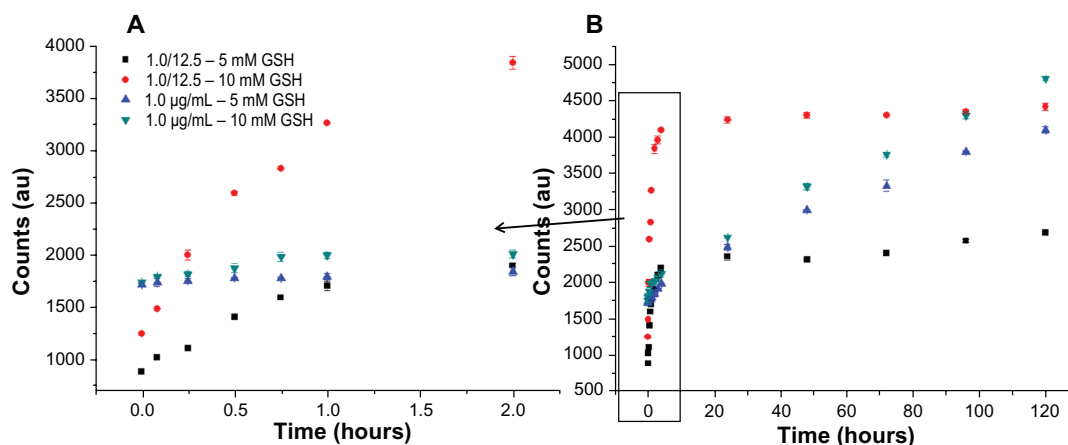 A
B
4000
3500
3000
2500
2000
1500
1000
Counts (au)
1.0/12.5 – 5 mM GSH
1.0/12.5 – 10 mM GSH
1.0 µg/mL – 5 mM GSH
1.0 µg/mL – 10 mM GSH
0.0 0.5 1.0 1.5 2.0
Time (hours)
5000
4500
4000
3500
3000
2500
2000
1500
1000
500
Counts (au)
0 20 40 60 80 100 120
Time (hours)